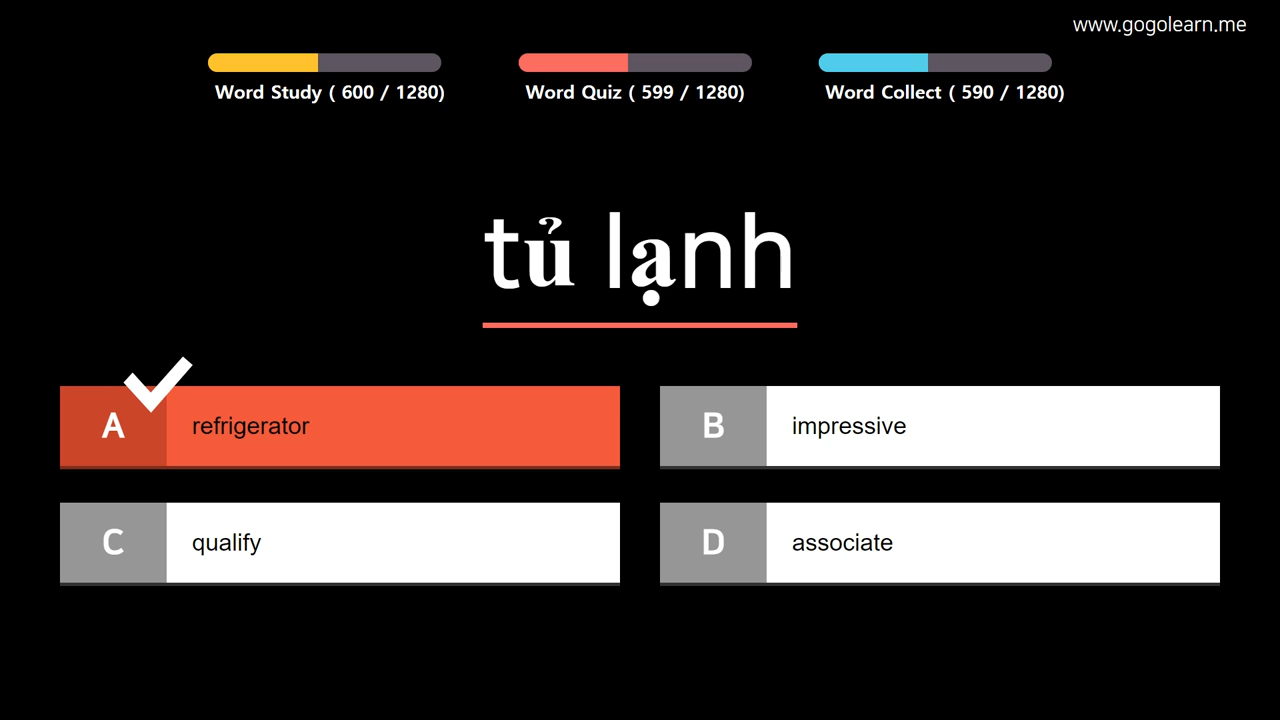 www.gogolearn.me
Word Study ( 600 / 1280)
Word Quiz ( 599 / 1280)
Word Collect ( 590 / 1280)
tủ lạnh
A refrigerator
B impressive
C qualify
D associate